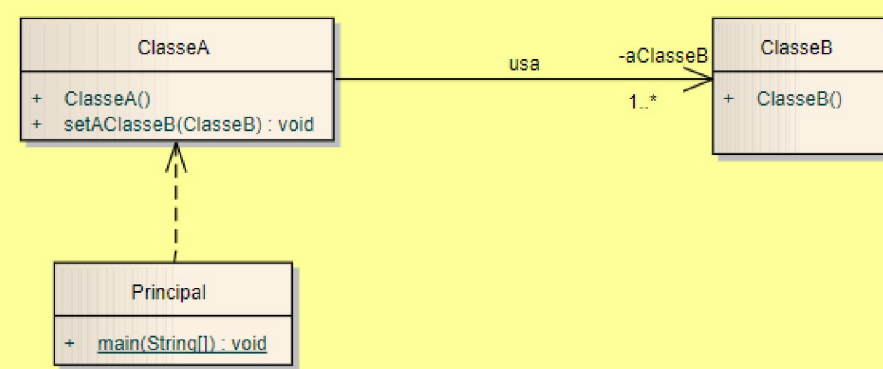 ClasseA
+ ClasseA()
+ setAClasseB(ClasseB) : void
usa
-aClasseB
1..*
ClasseB
+ ClasseB()
Principal
+ main(String[]) : void